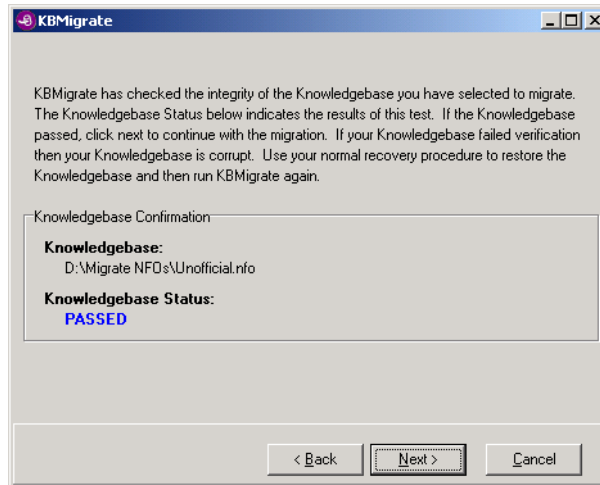 KBMigrate
KBMigrate has checked the integrity of the Knowledgebase you have selected to migrate.
The Knowledgebase Status below indicates the results of this test. If the Knowledgebase
passed, click next to continue with the migration. If your Knowledgebase failed verification
then your Knowledgebase is corrupt. Use your normal recovery procedure to restore the
Knowledgebase and then run KBMigrate again.
Knowledgebase Confirmation
Knowledgebase:
D:\Migrate NFOs\Unofficial.nfo
Knowledgebase Status:
PASSED
< Back Next > Cancel